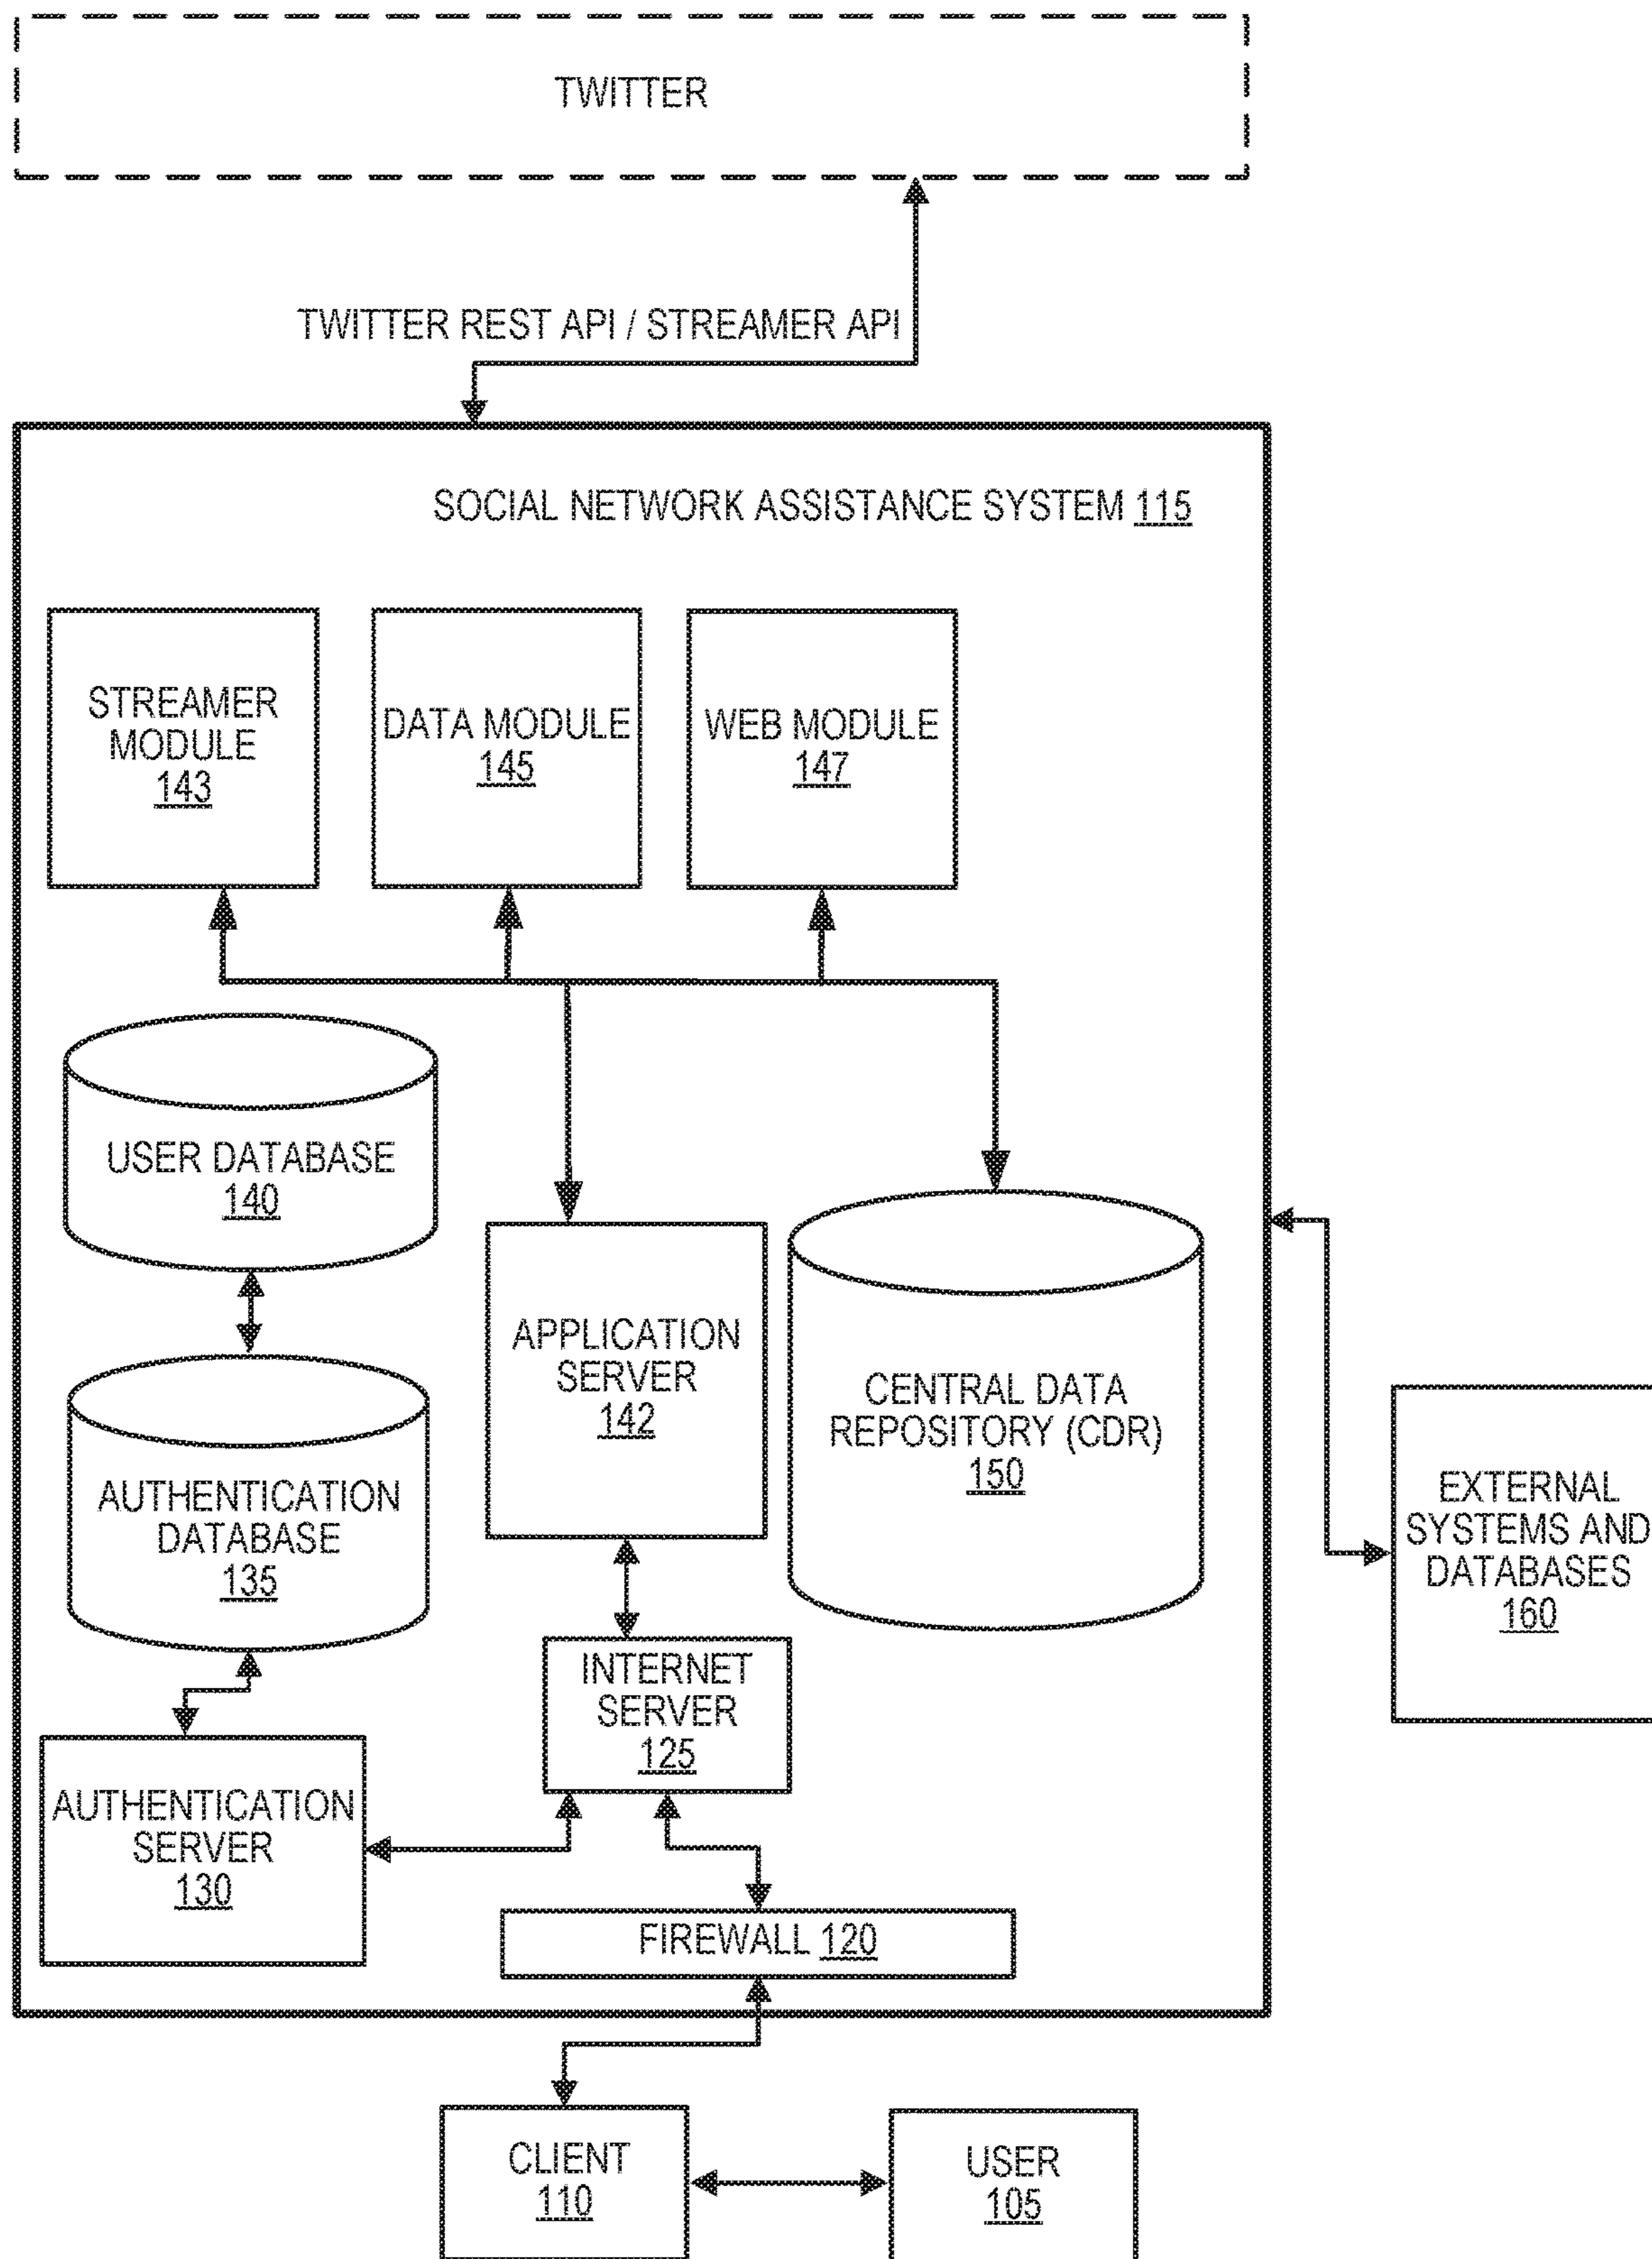 TWITTER
TWITTER REST API / STREAMER API
SOCIAL NETWORK ASSISTANCE SYSTEM 115
STREAMER
MODULE
143
DATA MODULE
145
WEB MODULE
147
USER DATABASE
140
APPLICATION
SERVER
142
CENTRAL DATA
REPOSITORY (CDR)
150
AUTHENTICATION
DATABASE
135
EXTERNAL
SYSTEMS AND
DATABASES
160
INTERNET
SERVER
125
AUTHENTICATION
SERVER
130
FIREWALL 120
CLIENT
110
USER
105